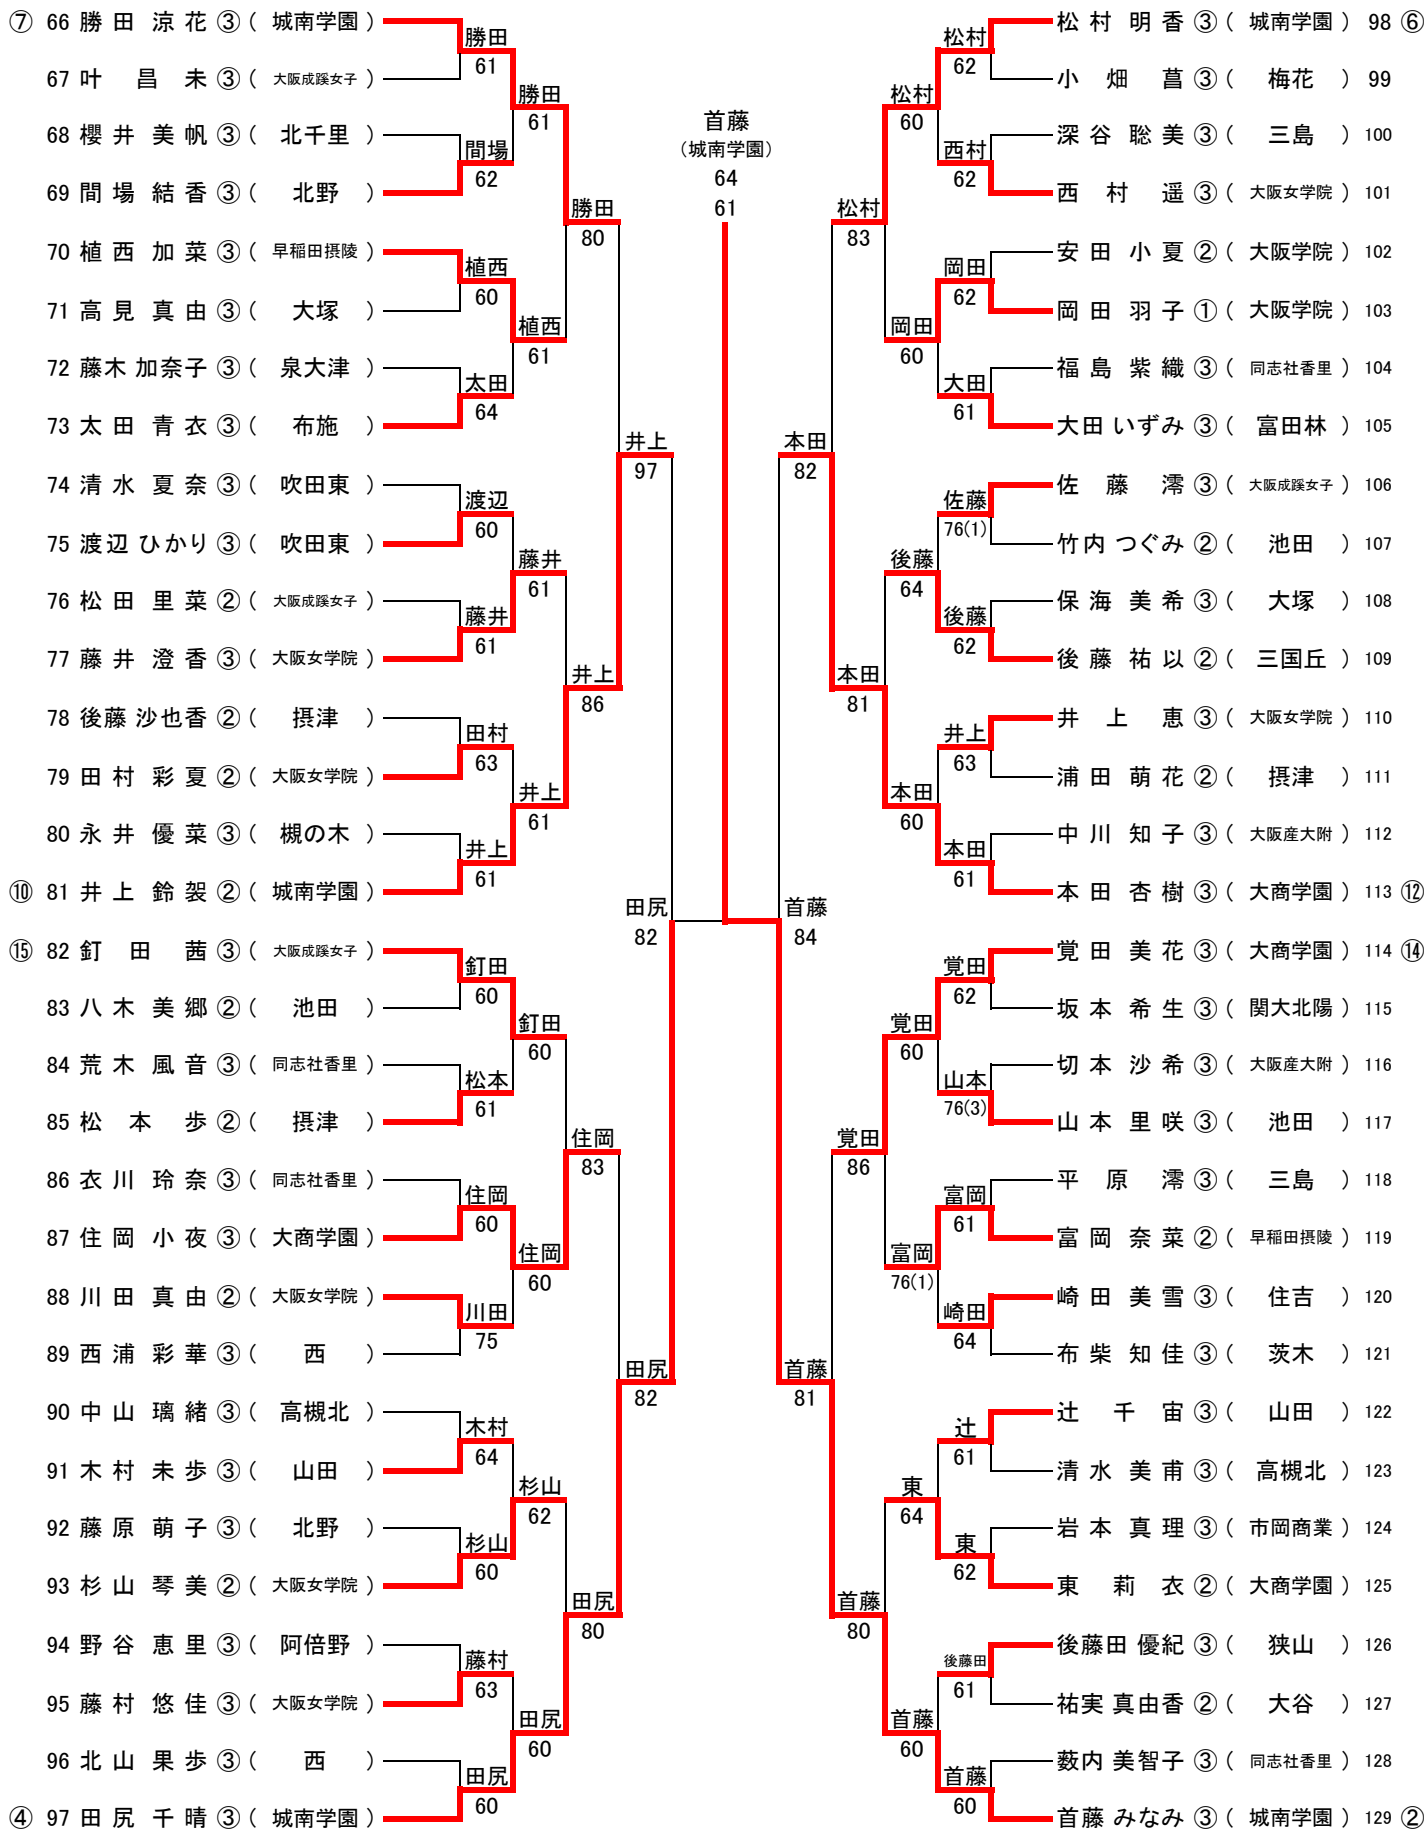 ⑦ 66 勝田 涼花 ③ ( 城南学園 )
67 叶 昌未 ③ ( 大阪成蹊女子 )
68 櫻井 美帆 ③ ( 北千里 )
69 間場 結香 ③ ( 北野 )
70 植西 加菜 ③ ( 早稲田摂陵 )
71 高見 真由 ③ ( 大塚 )
72 藤木 加奈子 ③ ( 泉大津 )
73 太田 青衣 ③ ( 布施 )
74 清水 夏奈 ③ ( 吹田東 )
75 渡辺 ひかり ③ ( 吹田東 )
76 松田 里菜 ② ( 大阪成蹊女子 )
77 藤井 澄香 ③ ( 大阪女学院 )
78 後藤 沙也香 ② ( 摂津 )
79 田村 彩夏 ② ( 大阪女学院 )
80 永井 優菜 ③ ( 槻の木 )
⑩ 81 井上 鈴袈 ② ( 城南学園 )
⑮ 82 釘田 茜 ③ ( 大阪成蹊女子 )
83 八木 美郷 ② ( 池田 )
84 荒木 風音 ③ ( 同志社香里 )
85 松本 歩 ② ( 摂津 )
86 衣川 玲奈 ③ ( 同志社香里 )
87 住岡 小夜 ③ ( 大商学園 )
88 川田 真由 ② ( 大阪女学院 )
89 西浦 彩華 ③ ( 西 )
90 中山 璃緒 ③ ( 高槻北 )
91 木村 未歩 ③ ( 山田 )
92 藤原 萌子 ③ ( 北野 )
93 杉山 琴美 ② ( 大阪女学院 )
94 野谷 恵里 ③ ( 阿倍野 )
95 藤村 悠佳 ③ ( 大阪女学院 )
96 北山 果歩 ③ ( 西 )
④ 97 田尻 千晴 ③ ( 城南学園 )
勝田
61
間場
62
植西
60
太田
64
渡辺
60
藤井
61
田村
63
井上
61
釘田
60
松本
61
住岡
60
川田
75
木村
64
杉山
60
藤村
63
田尻
60
勝田
61
植西
61
藤井
61
井上
61
釘田
60
住岡
60
杉山
62
田尻
60
勝田
80
井上
86
住岡
83
田尻
80
井上
97
田尻
82
田尻
82
首藤
(城南学園)
64
61
首藤
84
本田
82
首藤
81
松村
83
本田
81
覚田
86
首藤
80
松村
60
岡田
60
後藤
64
本田
60
覚田
60
富岡
76(1)
東
64
首藤
60
松村
62
西村
62
岡田
62
大田
61
佐藤
76(1)
後藤
62
井上
63
本田
61
覚田
62
山本
76(3)
富岡
61
崎田
64
辻
61
東
62
後藤田
61
首藤
60
松村 明香 ③ ( 城南学園 ) 98 ⑥
小畑 菖 ③ ( 梅花 ) 99
深谷 聡美 ③ ( 三島 ) 100
西村 遥 ③ ( 大阪女学院 ) 101
安田 小夏 ② ( 大阪学院 ) 102
岡田 羽子 ① ( 大阪学院 ) 103
福島 紫織 ③ ( 同志社香里 ) 104
大田 いずみ ③ ( 富田林 ) 105
佐藤 澪 ③ ( 大阪成蹊女子 ) 106
竹内 つぐみ ② ( 池田 ) 107
保海 美希 ③ ( 大塚 ) 108
後藤 祐以 ② ( 三国丘 ) 109
井上 恵 ③ ( 大阪女学院 ) 110
浦田 萌花 ② ( 摂津 ) 111
中川 知子 ③ ( 大阪産大附 ) 112
本田 杏樹 ③ ( 大商学園 ) 113 ⑫
覚田 美花 ③ ( 大商学園 ) 114 ⑭
坂本 希生 ③ ( 関大北陽 ) 115
切本 沙希 ③ ( 大阪産大附 ) 116
山本 里咲 ③ ( 池田 ) 117
平原 澪 ③ ( 三島 ) 118
富岡 奈菜 ② ( 早稲田摂陵 ) 119
崎田 美雪 ③ ( 住吉 ) 120
布柴 知佳 ③ ( 茨木 ) 121
辻 千宙 ③ ( 山田 ) 122
清水 美甫 ③ ( 高槻北 ) 123
岩本 真理 ③ ( 市岡商業 ) 124
東 莉衣 ② ( 大商学園 ) 125
後藤田 優紀 ③ ( 狭山 ) 126
祐実 真由香 ② ( 大谷 ) 127
薮内 美智子 ③ ( 同志社香里 ) 128
首藤 みなみ ③ ( 城南学園 ) 129 ②